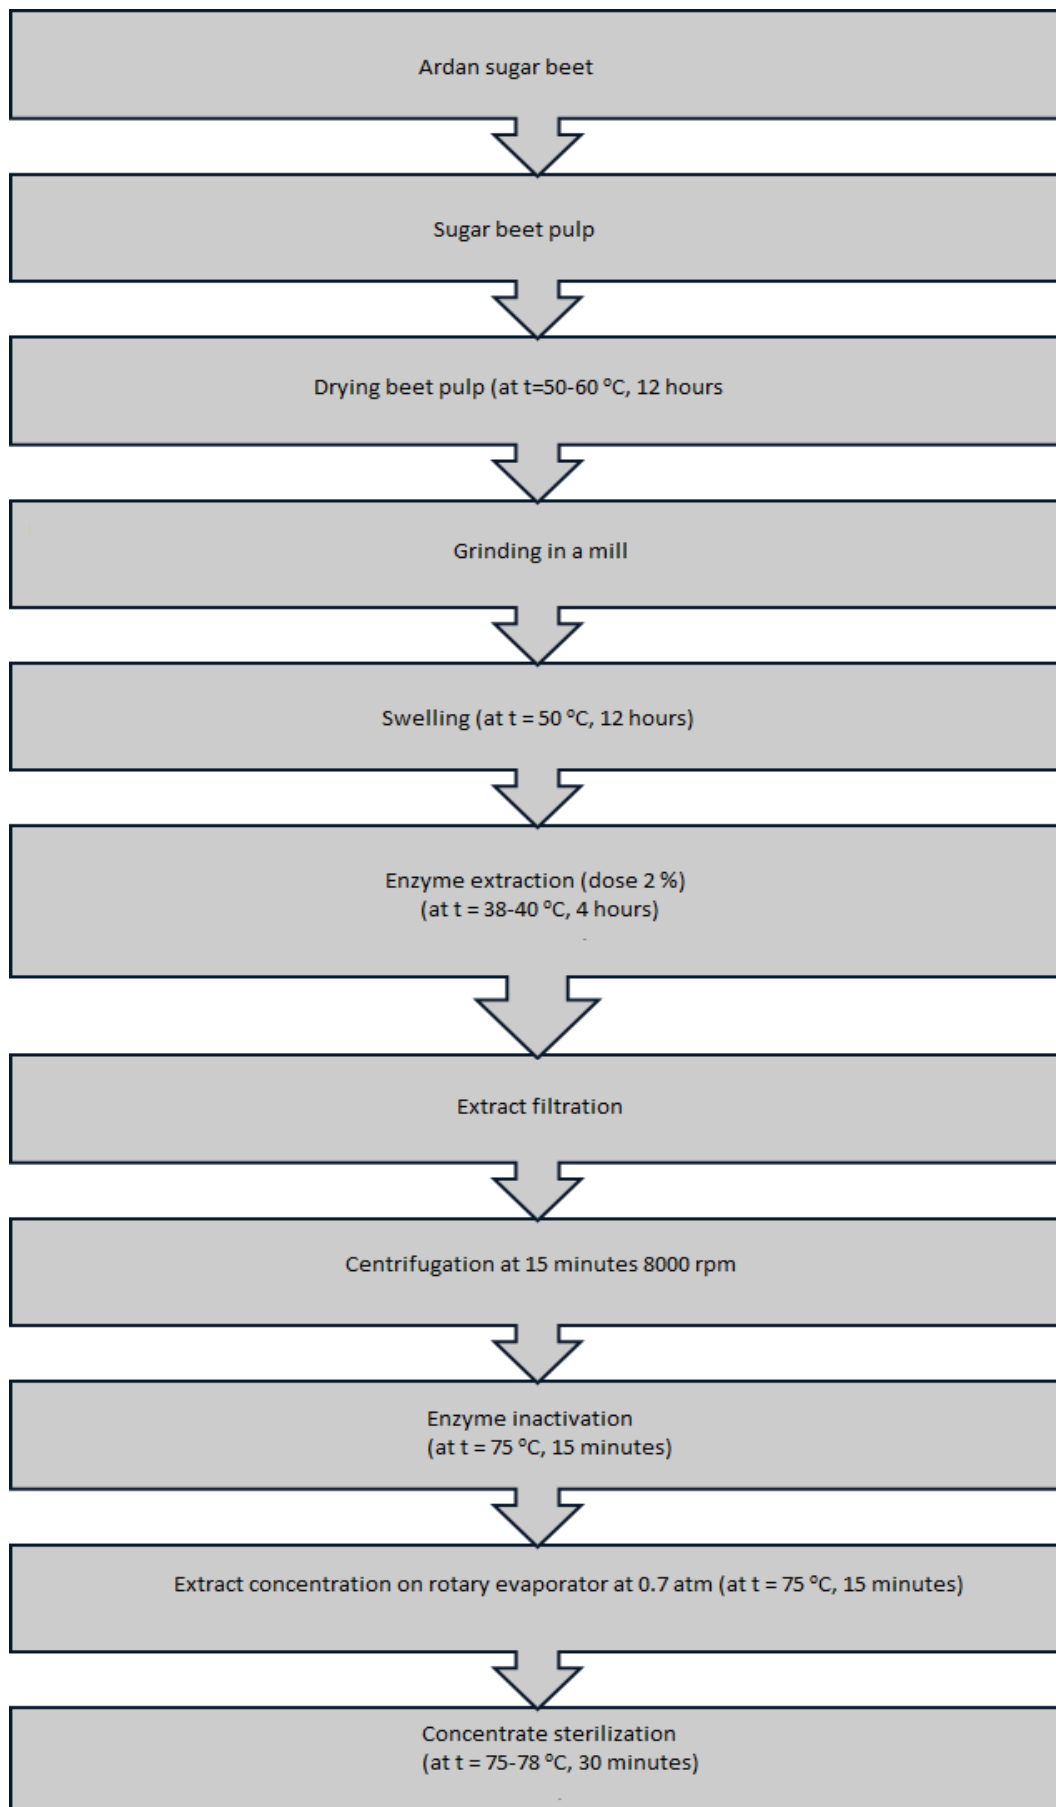 Ardan sugar beet
Sugar beet pulp
Drying beet pulp (at t=50-60 °C, 12 hours
Grinding in a mill
Swelling (at t = 50 °C, 12 hours)
Enzyme extraction (dose 2 %)
(at t = 38-40 °C, 4 hours)
Extract filtration
Centrifugation at 15 minutes 8000 rpm
Enzyme inactivation
(at t = 75 °C, 15 minutes)
Extract concentration on rotary evaporator at 0.7 atm (at t = 75 °C, 15 minutes)
Concentrate sterilization
(at t = 75-78 °C, 30 minutes)